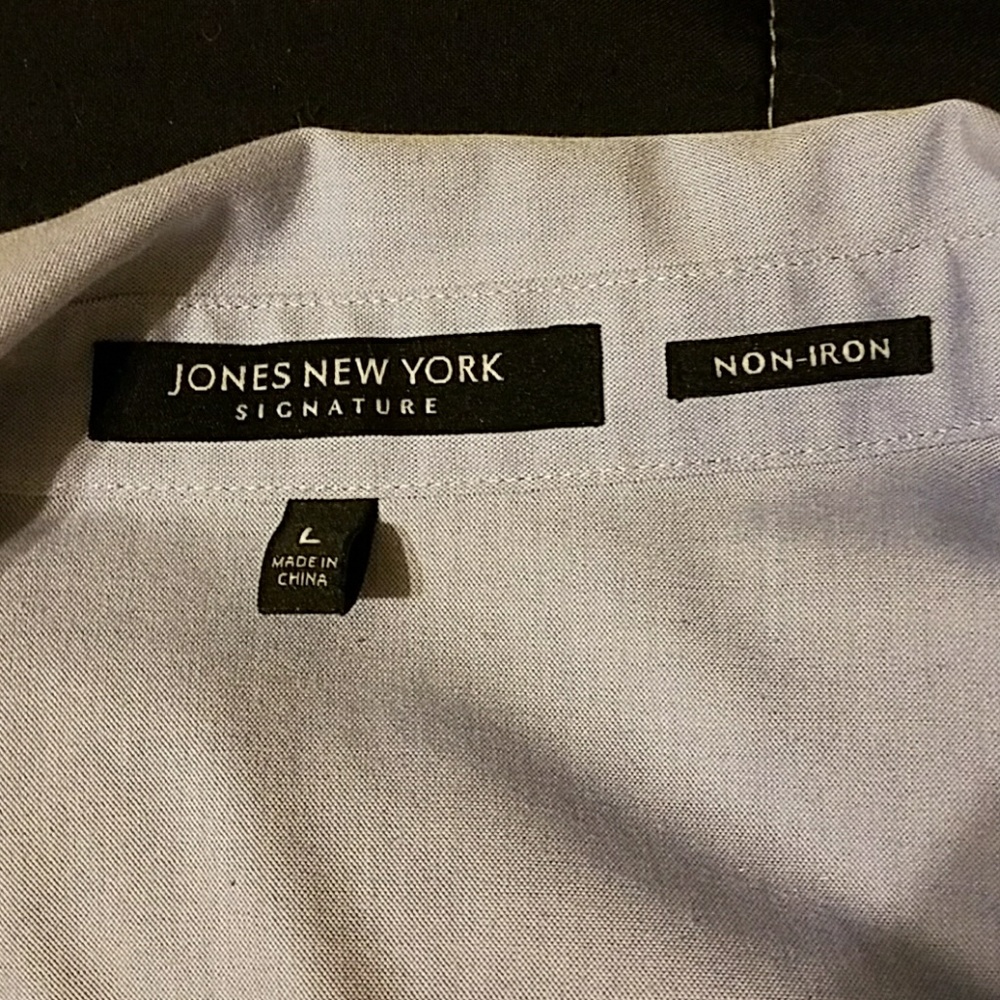 JONES NEW YORK
SIGNATURE
NON-IRON
L
MADE IN
CHINA